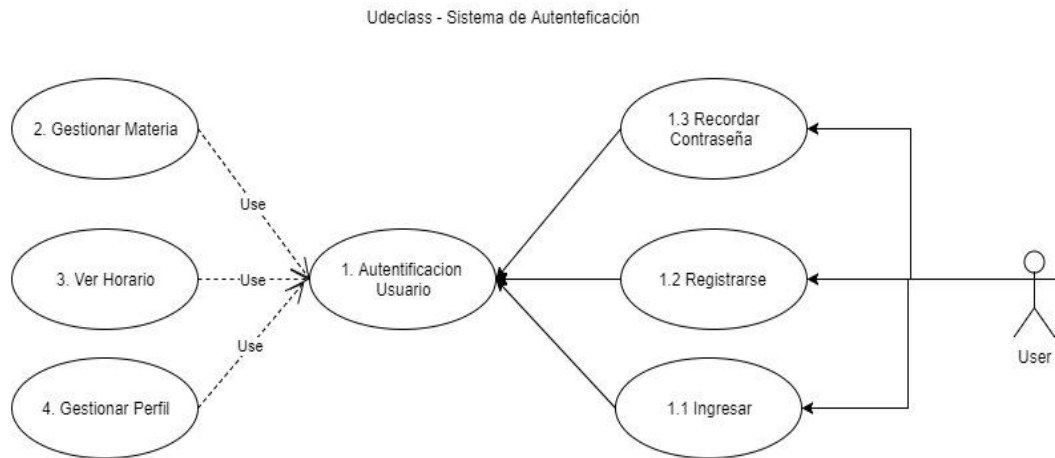 Udeclass - Sistema de Autenteficación
2. Gestionar Materia
1.3 Recordar
Contraseña
Use
3. Ver Horario
Use
1. Autentificacion
Usuario
1.2 Registrarse
Use
User
4. Gestionar Perfil
1.1 Ingresar